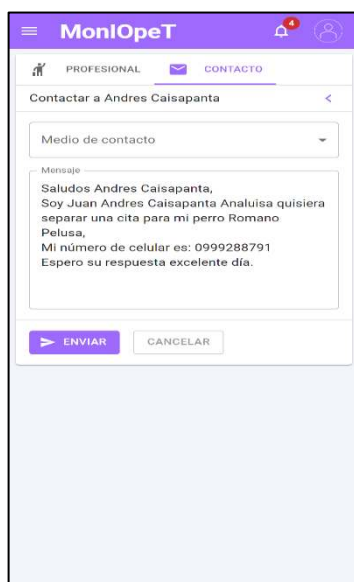 MonIOpeT
4
PROFESIONAL CONTACTO
Contactar a Andres Caisapanta
Medio de contacto
Mensaje
Saludos Andres Caisapanta,
Soy Juan Andres Caisapanta Analuisa quisiera
separar una cita para mi perro Romano
Pelusa,
Mi número de celular es: 0999288791
Espero su respuesta excelente día.
ENVIAR CANCELAR